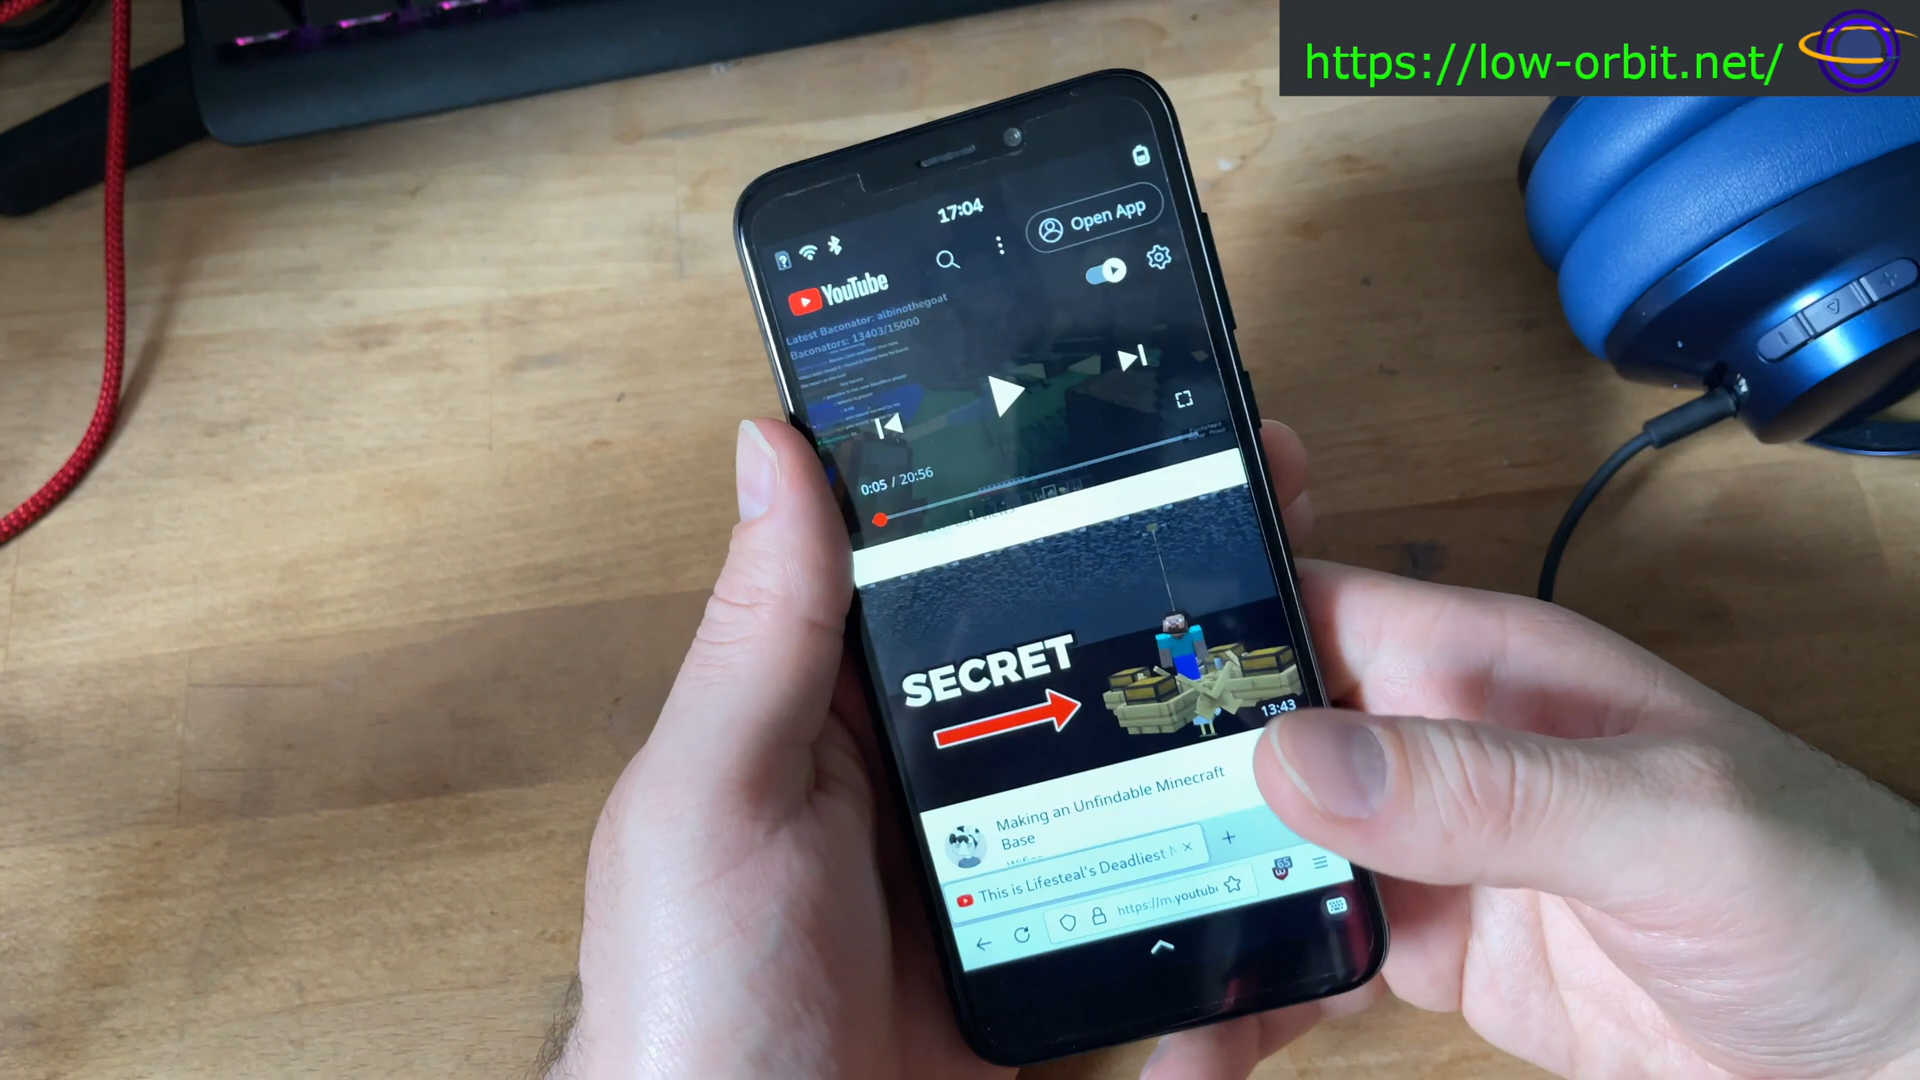 https://low-orbit.net/
17:04
Open App
YouTube
Latest Baconator: albinothegoat
Baconators: 13403/15000
0:05 / 20:56
SECRET
13:43
Making an Unfindable Minecraft
Base
This is Lifesteal's Deadliest
65
https://m.youtub